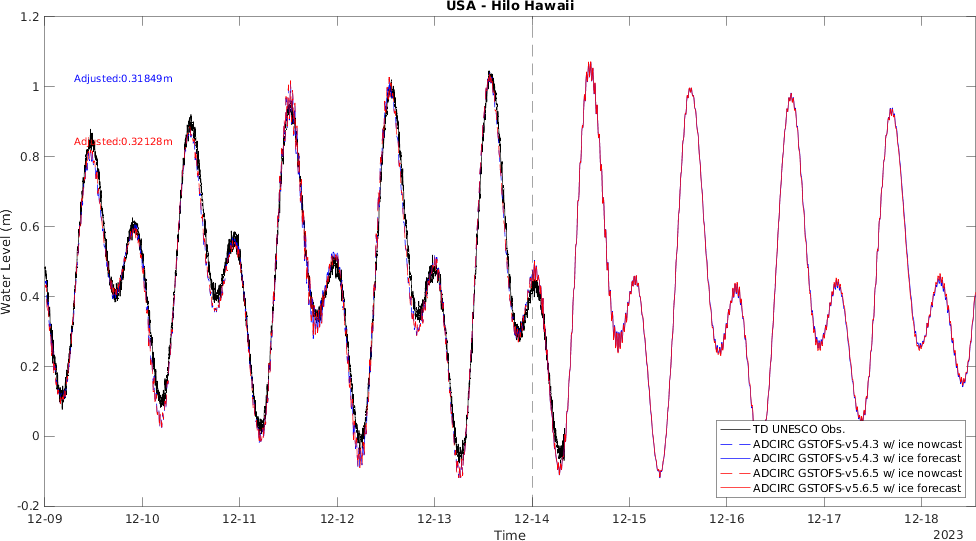 USA - Hilo Hawaii
1.2
1
0.8
0.6
0.4
0.2
0
-0.2
Water Level (m)
Adjusted:0.31849m
Adjusted:0.32128m
TD UNESCO Obs.
ADCIRC GSTOFS-v5.4.3 w/ ice nowcast
ADCIRC GSTOFS-v5.4.3 w/ ice forecast
ADCIRC GSTOFS-v5.6.5 w/ ice nowcast
ADCIRC GSTOFS-v5.6.5 w/ ice forecast
12-09 12-10 12-11 12-12 12-13 12-14 12-15 12-16 12-17 12-18
Time
2023